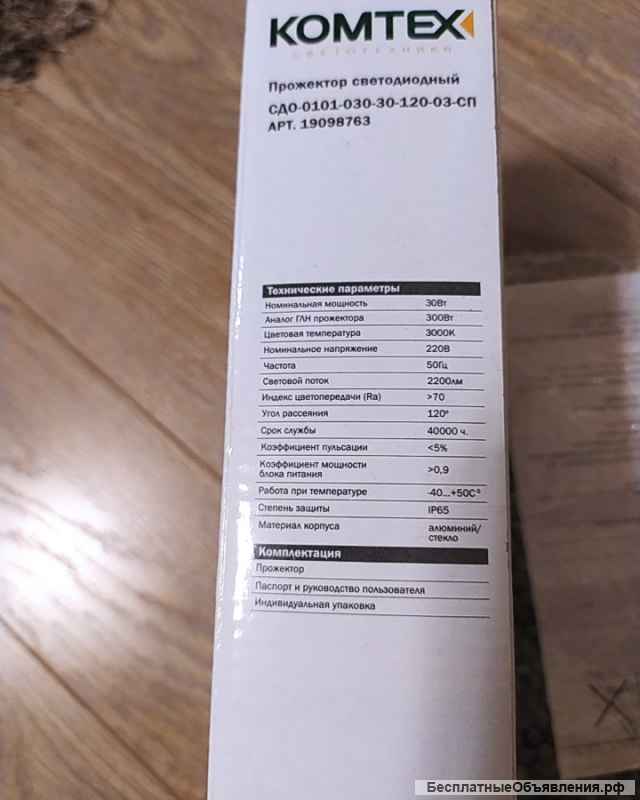 КОМТЕХ
СВЕТОТЕХНИКА
Прожектор светодиодный
СДО-0101-030-30-120-03-СП
АРТ. 19098763
Технические параметры
Номинальная мощность 30Вт
Аналог ГЛН прожектора 300Вт
Цветовая температура 3000К
Номинальное напряжение 220В
Частота 50Гц
Световой поток 2200лм
Индекс цветопередачи (Ra) >70
Угол рассеяния 120°
Срок службы 40000 ч.
Коэффициент пульсации <5%
Коэффициент мощности
блока питания >0,9
Работа при температуре -40...+50С°
Степень защиты IP65
Материал корпуса алюминий/
стекло
Комплектация
Прожектор
Паспорт и руководство пользователя
Индивидуальная упаковка
БесплатныеОбъявления.рф